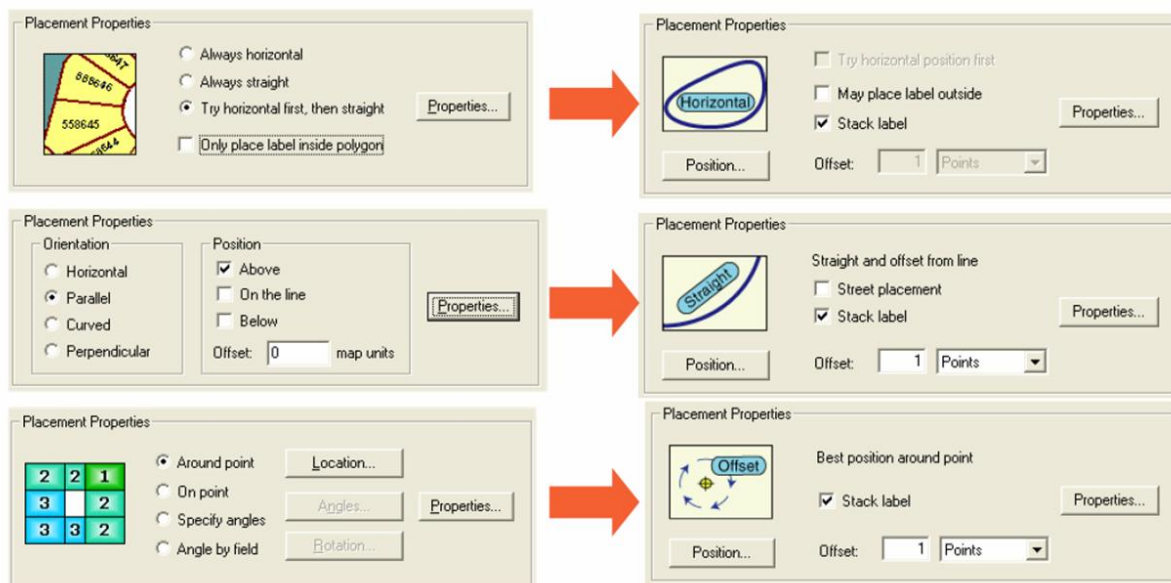 Placement Properties
Always horizontal
Always straight
Try horizontal first, then straight
Only place label inside polygon
Properties...
588646
558645
Placement Properties
Horizontal
Try horizontal position first
May place label outside
Stack label
Properties...
Position...
Offset: 1 Points
Placement Properties
Orientation
Horizontal
Parallel
Curved
Perpendicular
Position
Above
On the line
Below
Offset: 0 map units
Properties...
Placement Properties
Straight
Straight and offset from line
Street placement
Stack label
Properties...
Position...
Offset: 1 Points
Placement Properties
2 2 1
3 2
3 3 2
Around point
On point
Specify angles
Angle by field
Location...
Angles...
Rotation...
Properties...
Placement Properties
Offset
Best position around point
Stack label
Properties...
Position...
Offset: 1 Points